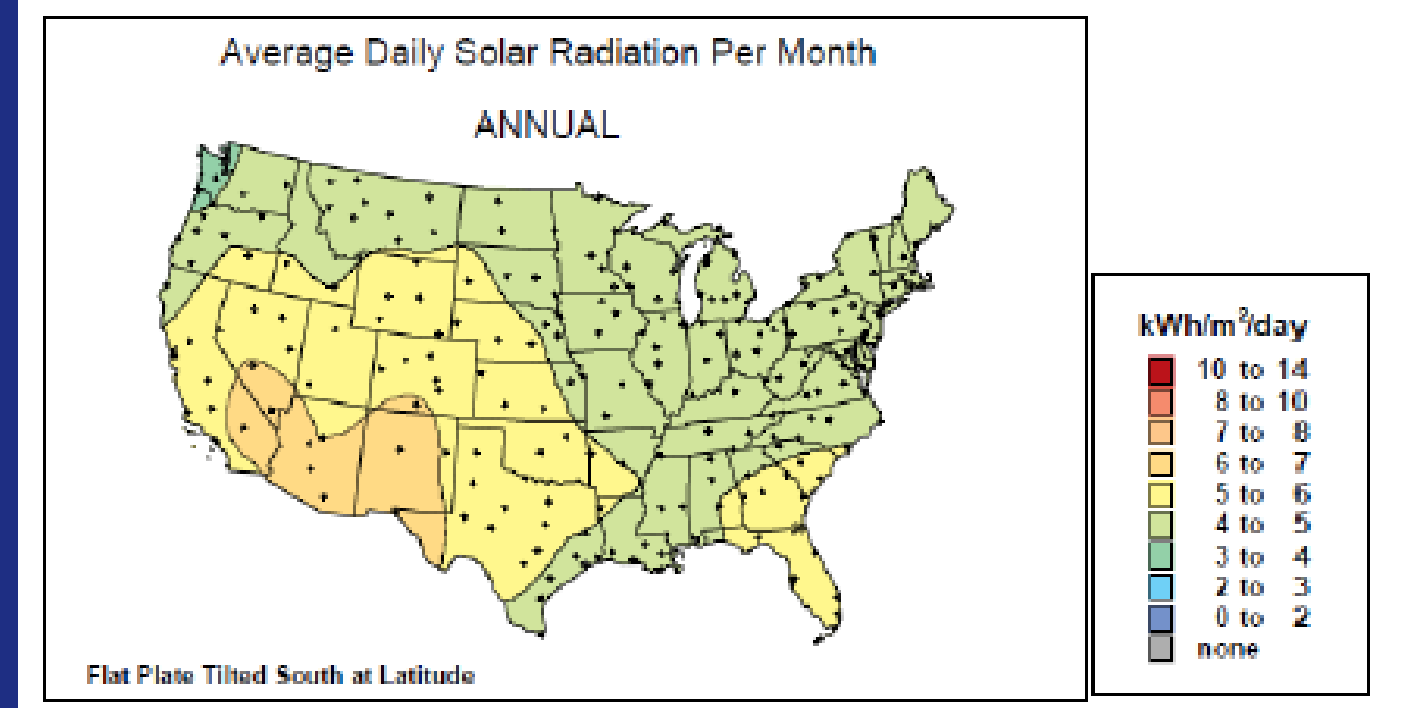 Average Daily Solar Radiation Per Month
ANNUAL
Flat Plate Tilted South at Latitude
kWh/m²/day
10 to 14
8 to 10
7 to 8
6 to 7
5 to 6
4 to 5
3 to 4
2 to 3
0 to 2
none